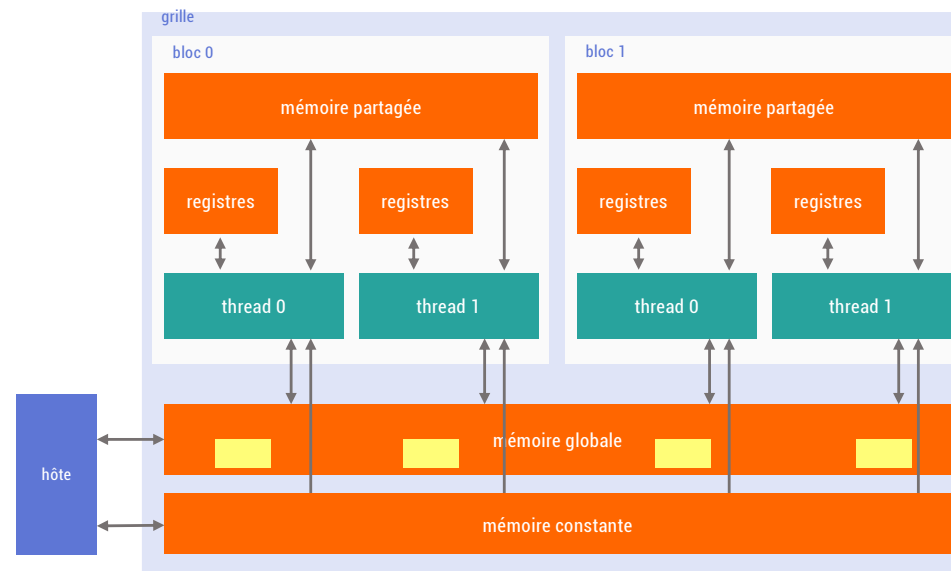 grille
bloc 0
bloc 1
mémoire partagée
mémoire partagée
registres
registres
registres
registres
thread 0
thread 1
thread 0
thread 1
mémoire globale
hôte
mémoire constante